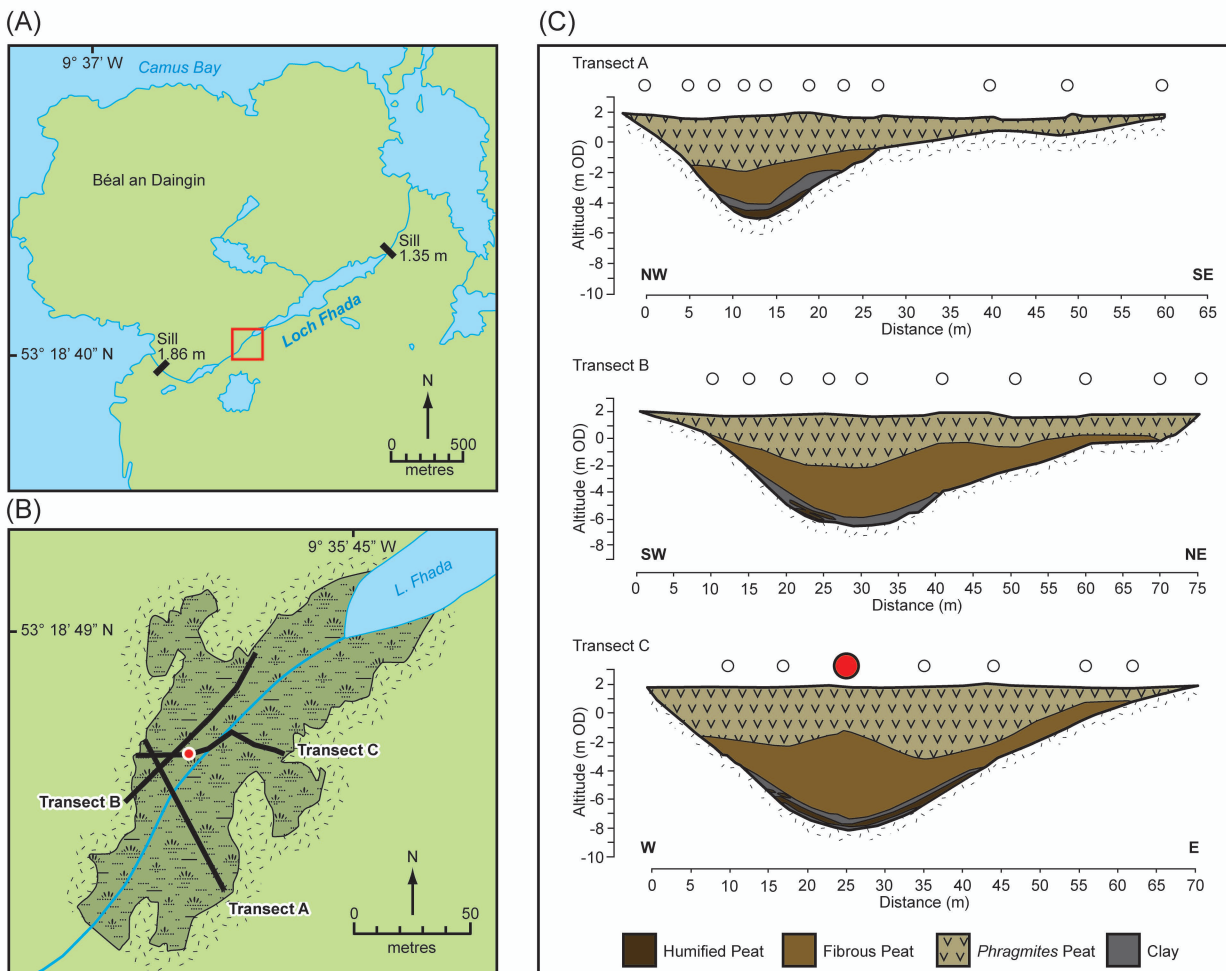 (A)
9° 37' W
Camus Bay
Béal an Daingin
Sill
1.35 m
Loch Fhada
53° 18' 40” N
Sill
1.86 m
N
0
500
metres
(B)
9° 35' 45” W
L. Fhada
53° 18' 49” N
Transect C
Transect B
Transect A
N
0
50
metres
(C)
Transect A
2
0
-2
-4
-6
-8
-10
Altitude (m OD)
NW
SE
0 5 10 15 20 25 30 35 40 45 50 55 60 65
Distance (m)
Transect B
2
0
-2
-4
-6
-8
Altitude (m OD)
SW
NE
0 5 10 15 20 25 30 35 40 45 50 55 60 65 70 75
Distance (m)
Transect C
2
0
-2
-4
-6
-8
-10
Altitude (m OD)
W
E
0 5 10 15 20 25 30 35 40 45 50 55 60 65 70
Distance (m)
Humified Peat
Fibrous Peat
Phragmites Peat
Clay